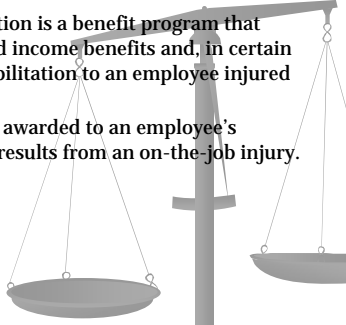 tion is a benefit program that
d income benefits and, in certain
bilitation to an employee injured
awarded to an employee's
results from an on-the-job injury.